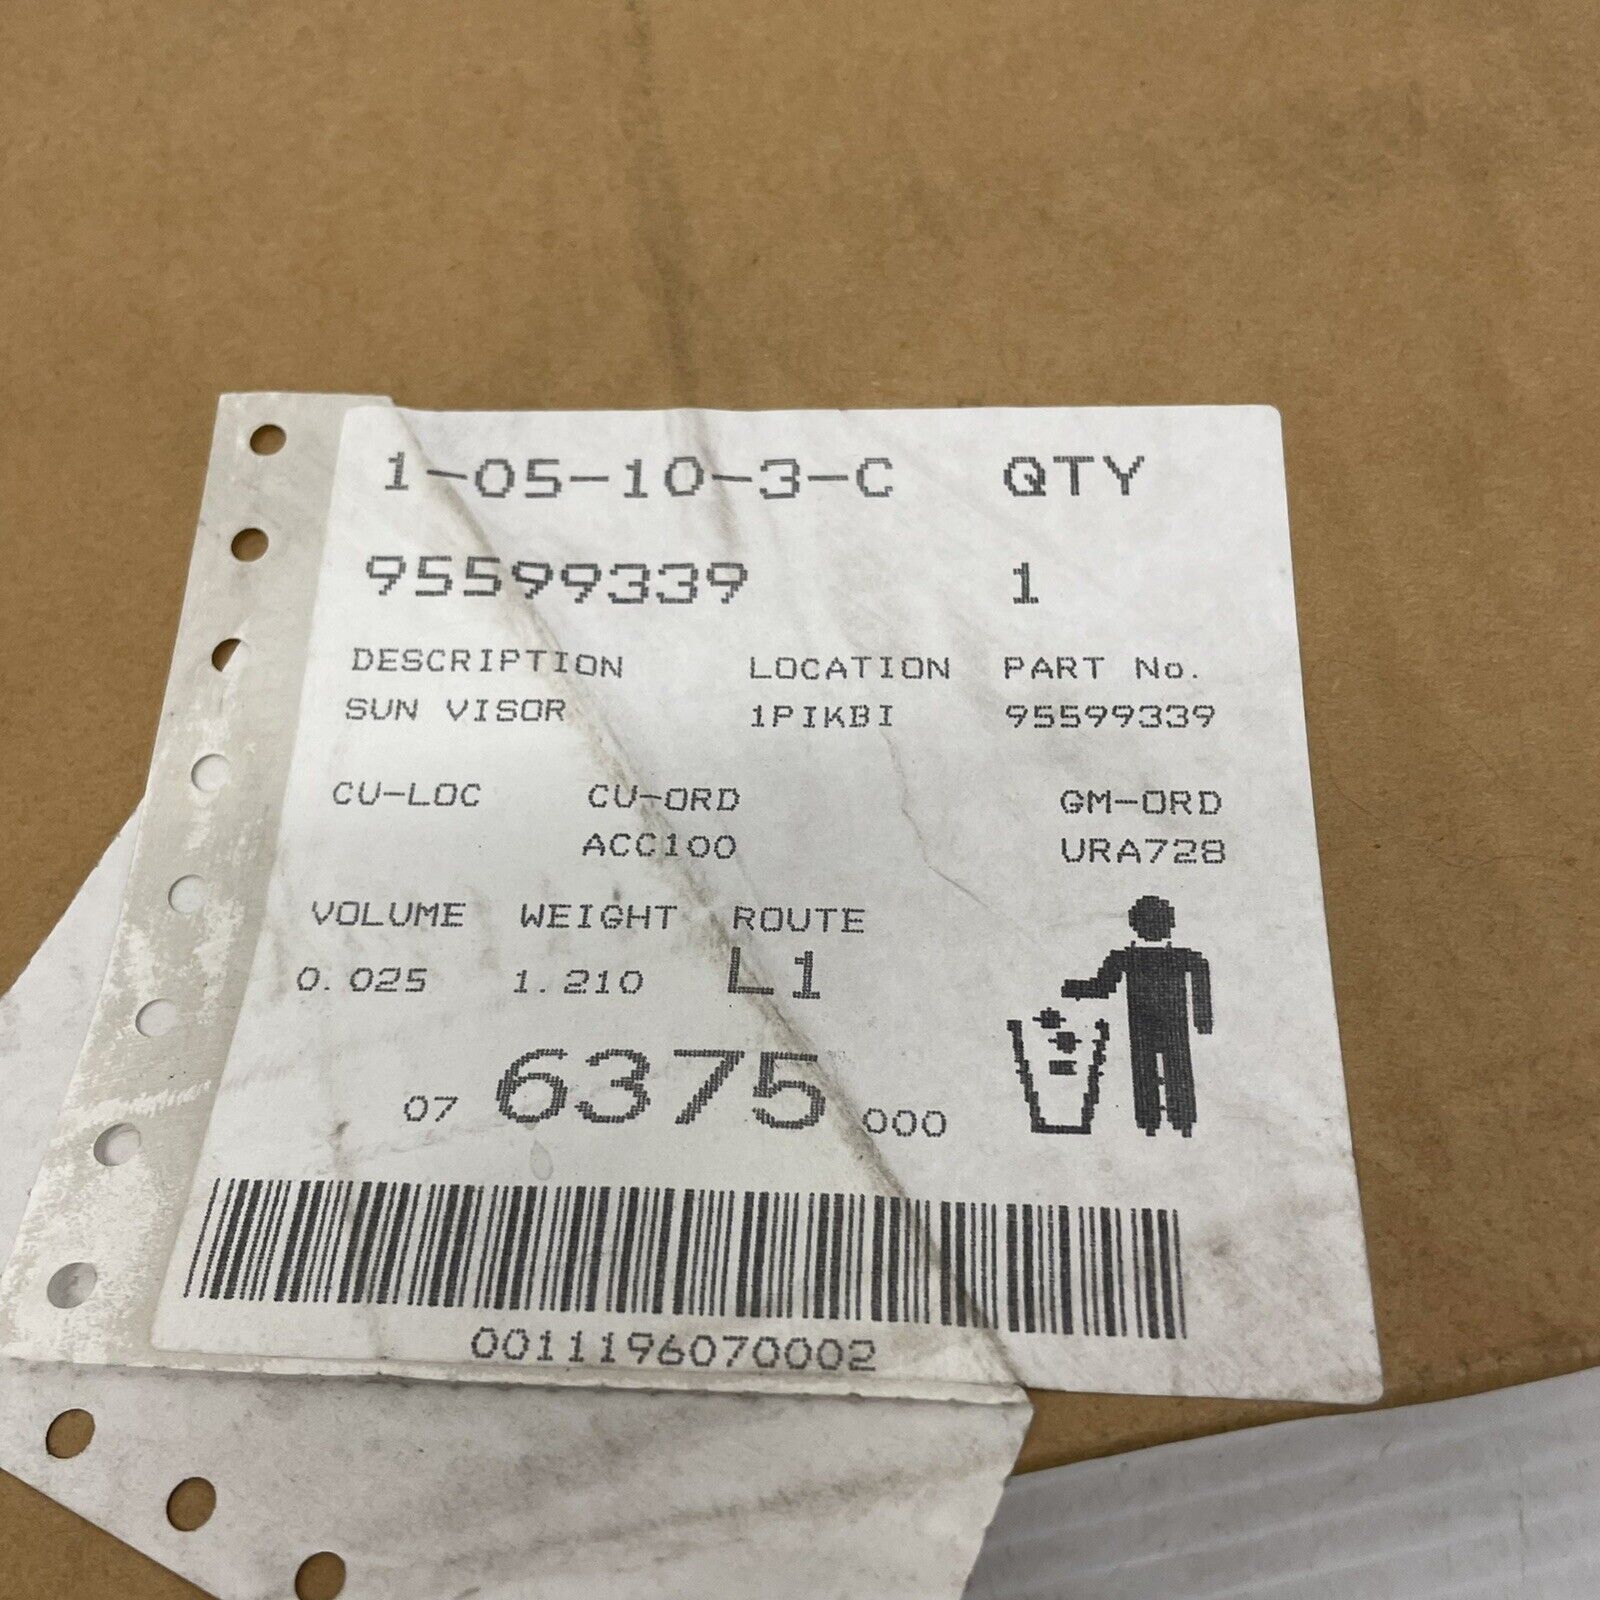 1-05-10-3-C QTY
95599339 1
DESCRIPTION LOCATION PART No.
SUN VISOR 1PIKBI 95599339
CU-LOC CU-ORD GM-ORD
ACC100 URA728
VOLUME WEIGHT ROUTE
0.025 1.210 L1
07 6375 000
0011196070002